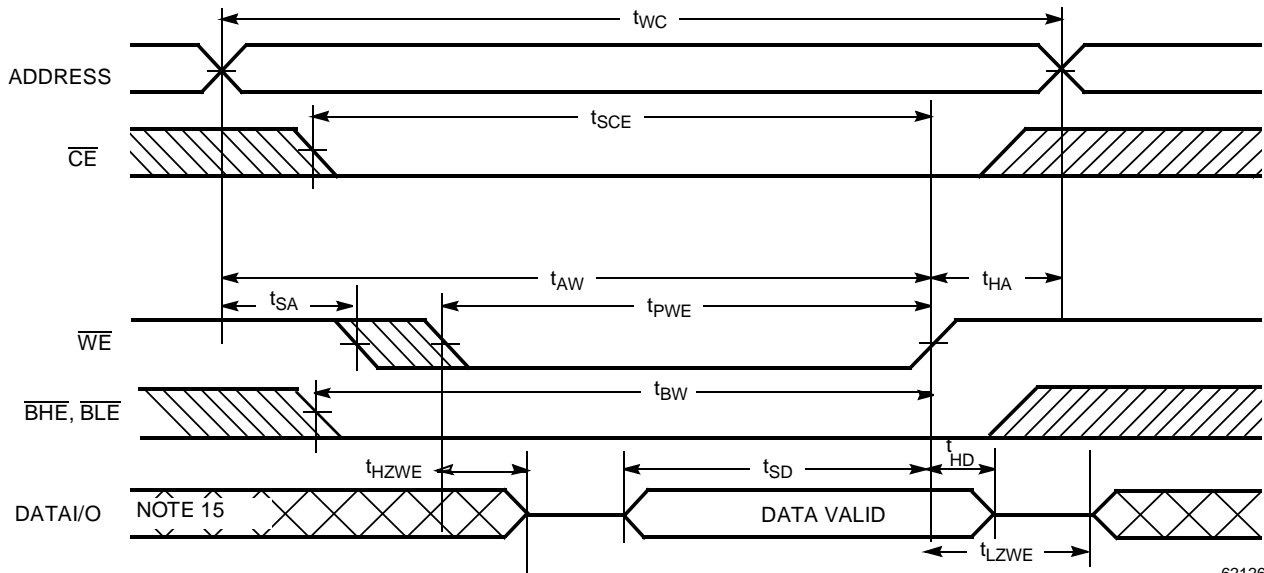 tWC
ADDRESS
tSCE
CE
tAW
tHA
tSA
tPWE
WE
tBW
BHE, BLE
tHZWE
tSD
tHD
DATAI/O
NOTE 15
DATA VALID
tLZWE
62126